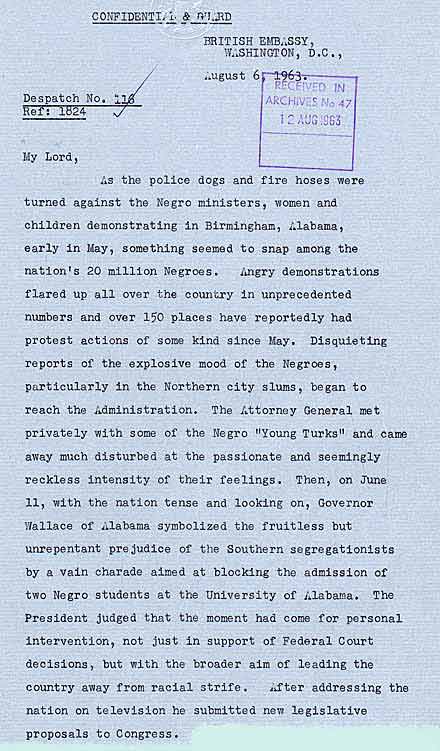 CONFIDENTIAL & GUARD
BRITISH EMBASSY,
WASHINGTON, D.C.,
August 6, 1963.
RECEIVED IN
ARCHIVES No 47
12 AUG 1963
Despatch No. 116
Ref: 1824
My Lord,
As the police dogs and fire hoses were
turned against the Negro ministers, women and
children demonstrating in Birmingham, Alabama,
early in May, something seemed to snap among the
nation's 20 million Negroes. Angry demonstrations
flared up all over the country in unprecedented
numbers and over 150 places have reportedly had
protest actions of some kind since May. Disquieting
reports of the explosive mood of the Negroes,
particularly in the Northern city slums, began to
reach the Administration. The Attorney General met
privately with some of the Negro "Young Turks" and came
away much disturbed at the passionate and seemingly
reckless intensity of their feelings. Then, on June
11, with the nation tense and looking on, Governor
Wallace of Alabama symbolized the fruitless but
unrepentant prejudice of the Southern segregationists
by a vain charade aimed at blocking the admission of
two Negro students at the University of Alabama. The
President judged that the moment had come for personal
intervention, not just in support of Federal Court
decisions, but with the broader aim of leading the
country away from racial strife. After addressing the
nation on television he submitted new legislative
proposals to Congress.